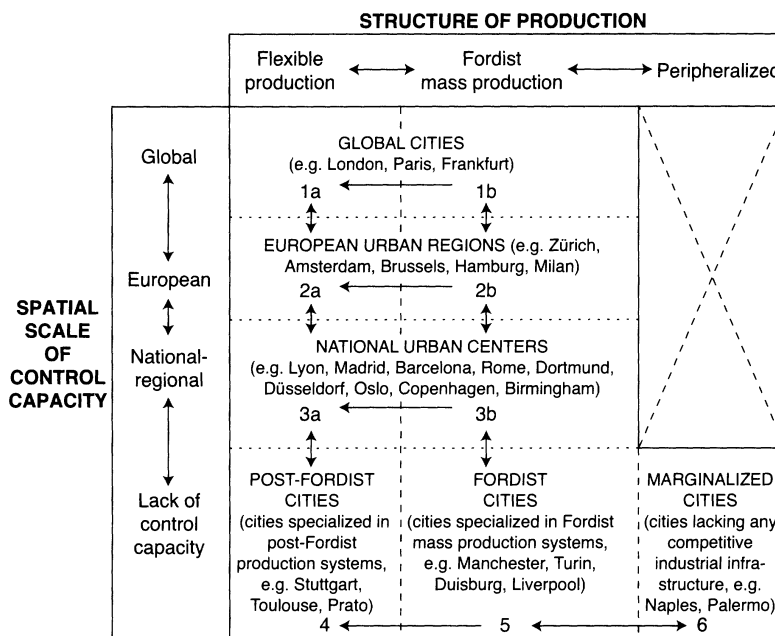 STRUCTURE OF PRODUCTION
Flexible production
Fordist mass production
Peripheralized
SPATIAL
SCALE
OF
CONTROL
CAPACITY
Global
European
National-
regional
Lack of
control
capacity
GLOBAL CITIES
(e.g. London, Paris, Frankfurt)
1a 1b
EUROPEAN URBAN REGIONS (e.g. Zürich,
Amsterdam, Brussels, Hamburg, Milan)
2a 2b
NATIONAL URBAN CENTERS
(e.g. Lyon, Madrid, Barcelona, Rome, Dortmund,
Düsseldorf, Oslo, Copenhagen, Birmingham)
3a 3b
POST-FORDIST
CITIES
(cities specialized in
post-Fordist
production systems,
e.g. Stuttgart,
Toulouse, Prato)
4
FORDIST
CITIES
(cities specialized in Fordist
mass production systems,
e.g. Manchester, Turin,
Duisburg, Liverpool)
5
MARGINALIZED
CITIES
(cities lacking any
competitive
industrial infra-
structure, e.g.
Naples, Palermo)
6